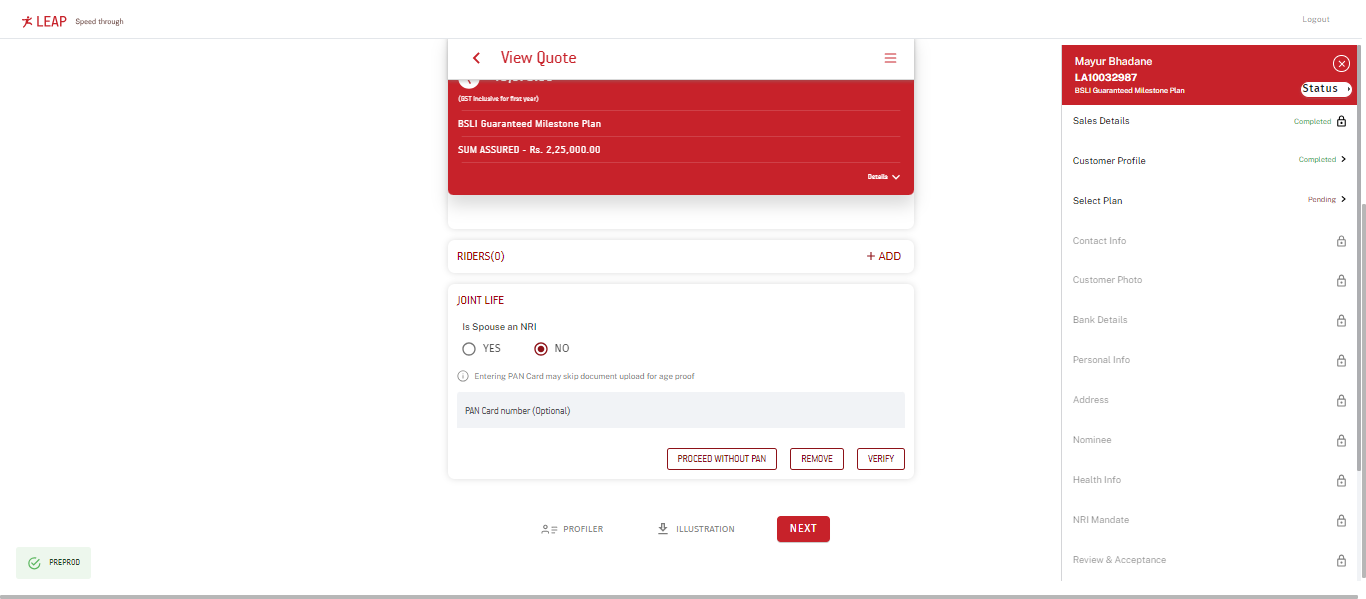 LEAP Speed through
Logout
View Quote
(GST Inclusive for first year)
BSLI Guaranteed Milestone Plan
SUM ASSURED - Rs. 2,25,000.00
Details
RIDERS(0)
+ ADD
JOINT LIFE
Is Spouse an NRI
YES NO
Entering PAN Card may skip document upload for age proof
PAN Card number (Optional)
PROCEED WITHOUT PAN REMOVE VERIFY
PROFILER ILLUSTRATION NEXT
PREPROD
Mayur Bhadane
LA10032987
BSLI Guaranteed Milestone Plan
Status
Sales Details Completed
Customer Profile Completed
Select Plan Pending
Contact Info
Customer Photo
Bank Details
Personal Info
Address
Nominee
Health Info
NRI Mandate
Review & Acceptance